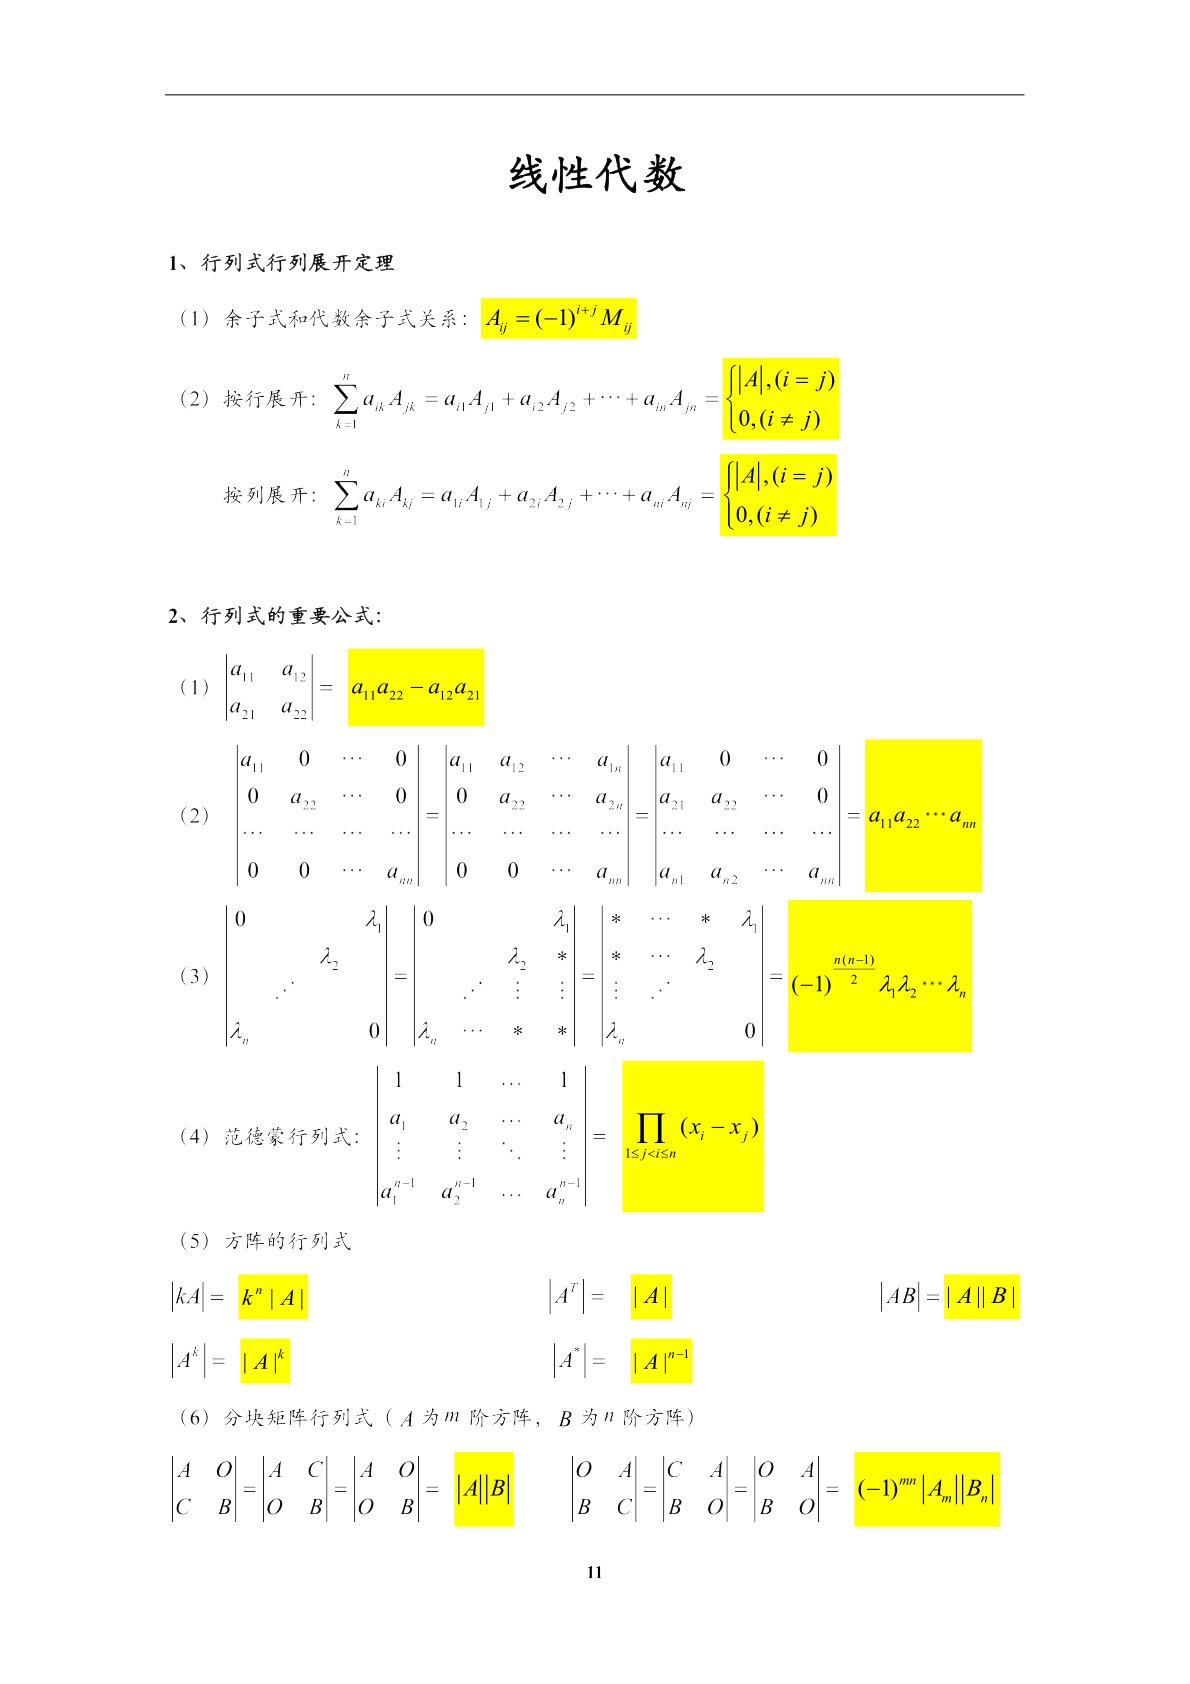 线性代数
1、行列式行列展开定理
（1）余子式和代数余子式关系： $A_{ij}=(-1)^{i+j}M_{ij}$
（2）按行展开： $\sum_{k=1}^{n}a_{ik}A_{jk}=a_{i1}A_{j1}+a_{i2}A_{j2}+\cdots+a_{in}A_{jn}=\begin{cases}|A|,(i=j)\\0,(i\neq j)\end{cases}$
按列展开： $\sum_{k=1}^{n}a_{ki}A_{kj}=a_{1i}A_{1j}+a_{2i}A_{2j}+\cdots+a_{ni}A_{nj}=\begin{cases}|A|,(i=j)\\0,(i\neq j)\end{cases}$
2、行列式的重要公式：
（1） $\begin{vmatrix}a_{11}&a_{12}\\a_{21}&a_{22}\end{vmatrix}=a_{11}a_{22}-a_{12}a_{21}$
（2） $\begin{vmatrix}a_{11}&0&\cdots&0\\0&a_{22}&\cdots&0\\\cdots&\cdots&\cdots&\cdots\\0&0&\cdots&a_{nn}\end{vmatrix}=\begin{vmatrix}a_{11}&a_{12}&\cdots&a_{1n}\\0&a_{22}&\cdots&a_{2n}\\\cdots&\cdots&\cdots&\cdots\\0&0&\cdots&a_{nn}\end{vmatrix}=\begin{vmatrix}a_{11}&0&\cdots&0\\a_{21}&a_{22}&\cdots&0\\\cdots&\cdots&\cdots&\cdots\\a_{n1}&a_{n2}&\cdots&a_{nn}\end{vmatrix}=a_{11}a_{22}\cdots a_{nn}$
（3） $\begin{vmatrix}0&&&\lambda_1\\&&\lambda_2&\\&⋰&&\\\lambda_n&&&0\end{vmatrix}=\begin{vmatrix}0&&&\lambda_1\\&&\lambda_2&*\\&⋰&\vdots&\vdots\\\lambda_n&\cdots&*&*\end{vmatrix}=\begin{vmatrix}*&\cdots&*&\lambda_1\\*&\cdots&\lambda_2&\\\vdots&⋰&&\\\lambda_n&&&0\end{vmatrix}=(-1)^{\frac{n(n-1)}{2}}\lambda_1\lambda_2\cdots\lambda_n$
（4）范德蒙行列式： $\begin{vmatrix}1&1&\cdots&1\\a_1&a_2&\cdots&a_n\\\vdots&\vdots&\ddots&\vdots\\a_1^{n-1}&a_2^{n-1}&\cdots&a_n^{n-1}\end{vmatrix}=\prod_{1\le j<i\le n}(x_i-x_j)$
（5）方阵的行列式
$|kA|=k^n|A|$ $|A^T|=|A|$ $|AB|=|A||B|$
$|A^k|=|A|^k$ $|A^*|=|A|^{n-1}$
（6）分块矩阵行列式（ $A$ 为 $m$ 阶方阵， $B$ 为 $n$ 阶方阵）
$\begin{vmatrix}A&O\\C&B\end{vmatrix}=\begin{vmatrix}A&C\\O&B\end{vmatrix}=\begin{vmatrix}A&O\\O&B\end{vmatrix}=|A||B|$ $\begin{vmatrix}O&A\\B&C\end{vmatrix}=\begin{vmatrix}C&A\\B&O\end{vmatrix}=\begin{vmatrix}O&A\\B&O\end{vmatrix}=(-1)^{mn}|A_m||B_n|$
11